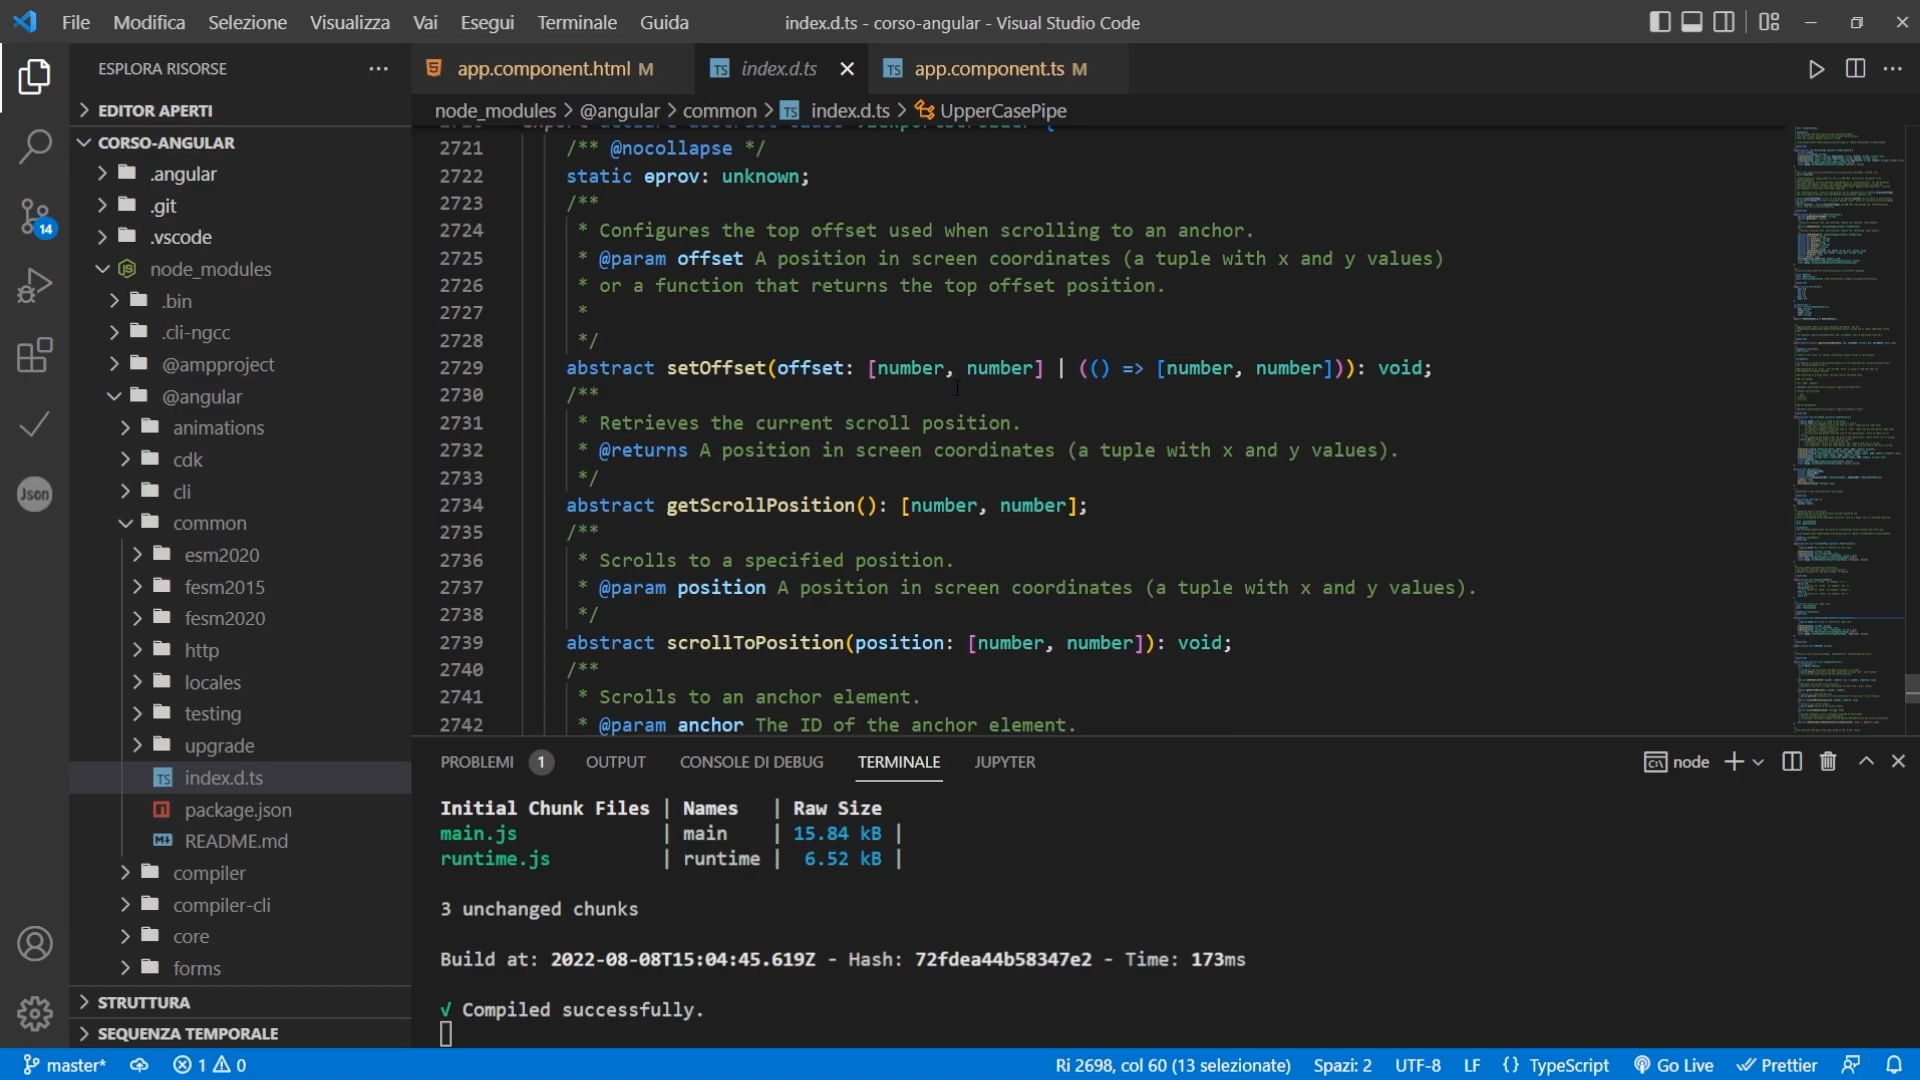 File Modifica Selezione Visualizza Vai Esegui Terminale Guida
index.d.ts - corso-angular - Visual Studio Code
ESPLORA RISORSE
EDITOR APERTI
CORSO-ANGULAR
.angular
.git
.vscode
node_modules
.bin
.cli-ngcc
@ampproject
@angular
animations
cdk
cli
common
esm2020
fesm2015
fesm2020
http
locales
testing
upgrade
TS index.d.ts
package.json
README.md
compiler
compiler-cli
core
forms
STRUTTURA
SEQUENZA TEMPORALE
14
Json
app.component.html M
TS index.d.ts
TS app.component.ts M
node_modules > @angular > common > TS index.d.ts > UpperCasePipe
2721 /** @nocollapse */
2722 static ɵprov: unknown;
2723 /**
2724 * Configures the top offset used when scrolling to an anchor.
2725 * @param offset A position in screen coordinates (a tuple with x and y values)
2726 * or a function that returns the top offset position.
2727 *
2728 */
2729 abstract setOffset(offset: [number, number] | (() => [number, number])): void;
2730 /**
2731 * Retrieves the current scroll position.
2732 * @returns A position in screen coordinates (a tuple with x and y values).
2733 */
2734 abstract getScrollPosition(): [number, number];
2735 /**
2736 * Scrolls to a specified position.
2737 * @param position A position in screen coordinates (a tuple with x and y values).
2738 */
2739 abstract scrollToPosition(position: [number, number]): void;
2740 /**
2741 * Scrolls to an anchor element.
2742 * @param anchor The ID of the anchor element.
PROBLEMI 1 OUTPUT CONSOLE DI DEBUG TERMINALE JUPYTER
node
Initial Chunk Files | Names | Raw Size
main.js | main | 15.84 kB |
runtime.js | runtime | 6.52 kB |
3 unchanged chunks
Build at: 2022-08-08T15:04:45.619Z - Hash: 72fdea44b58347e2 - Time: 173ms
√ Compiled successfully.
master* 1 0
Ri 2698, col 60 (13 selezionate) Spazi: 2 UTF-8 LF {} TypeScript Go Live Prettier